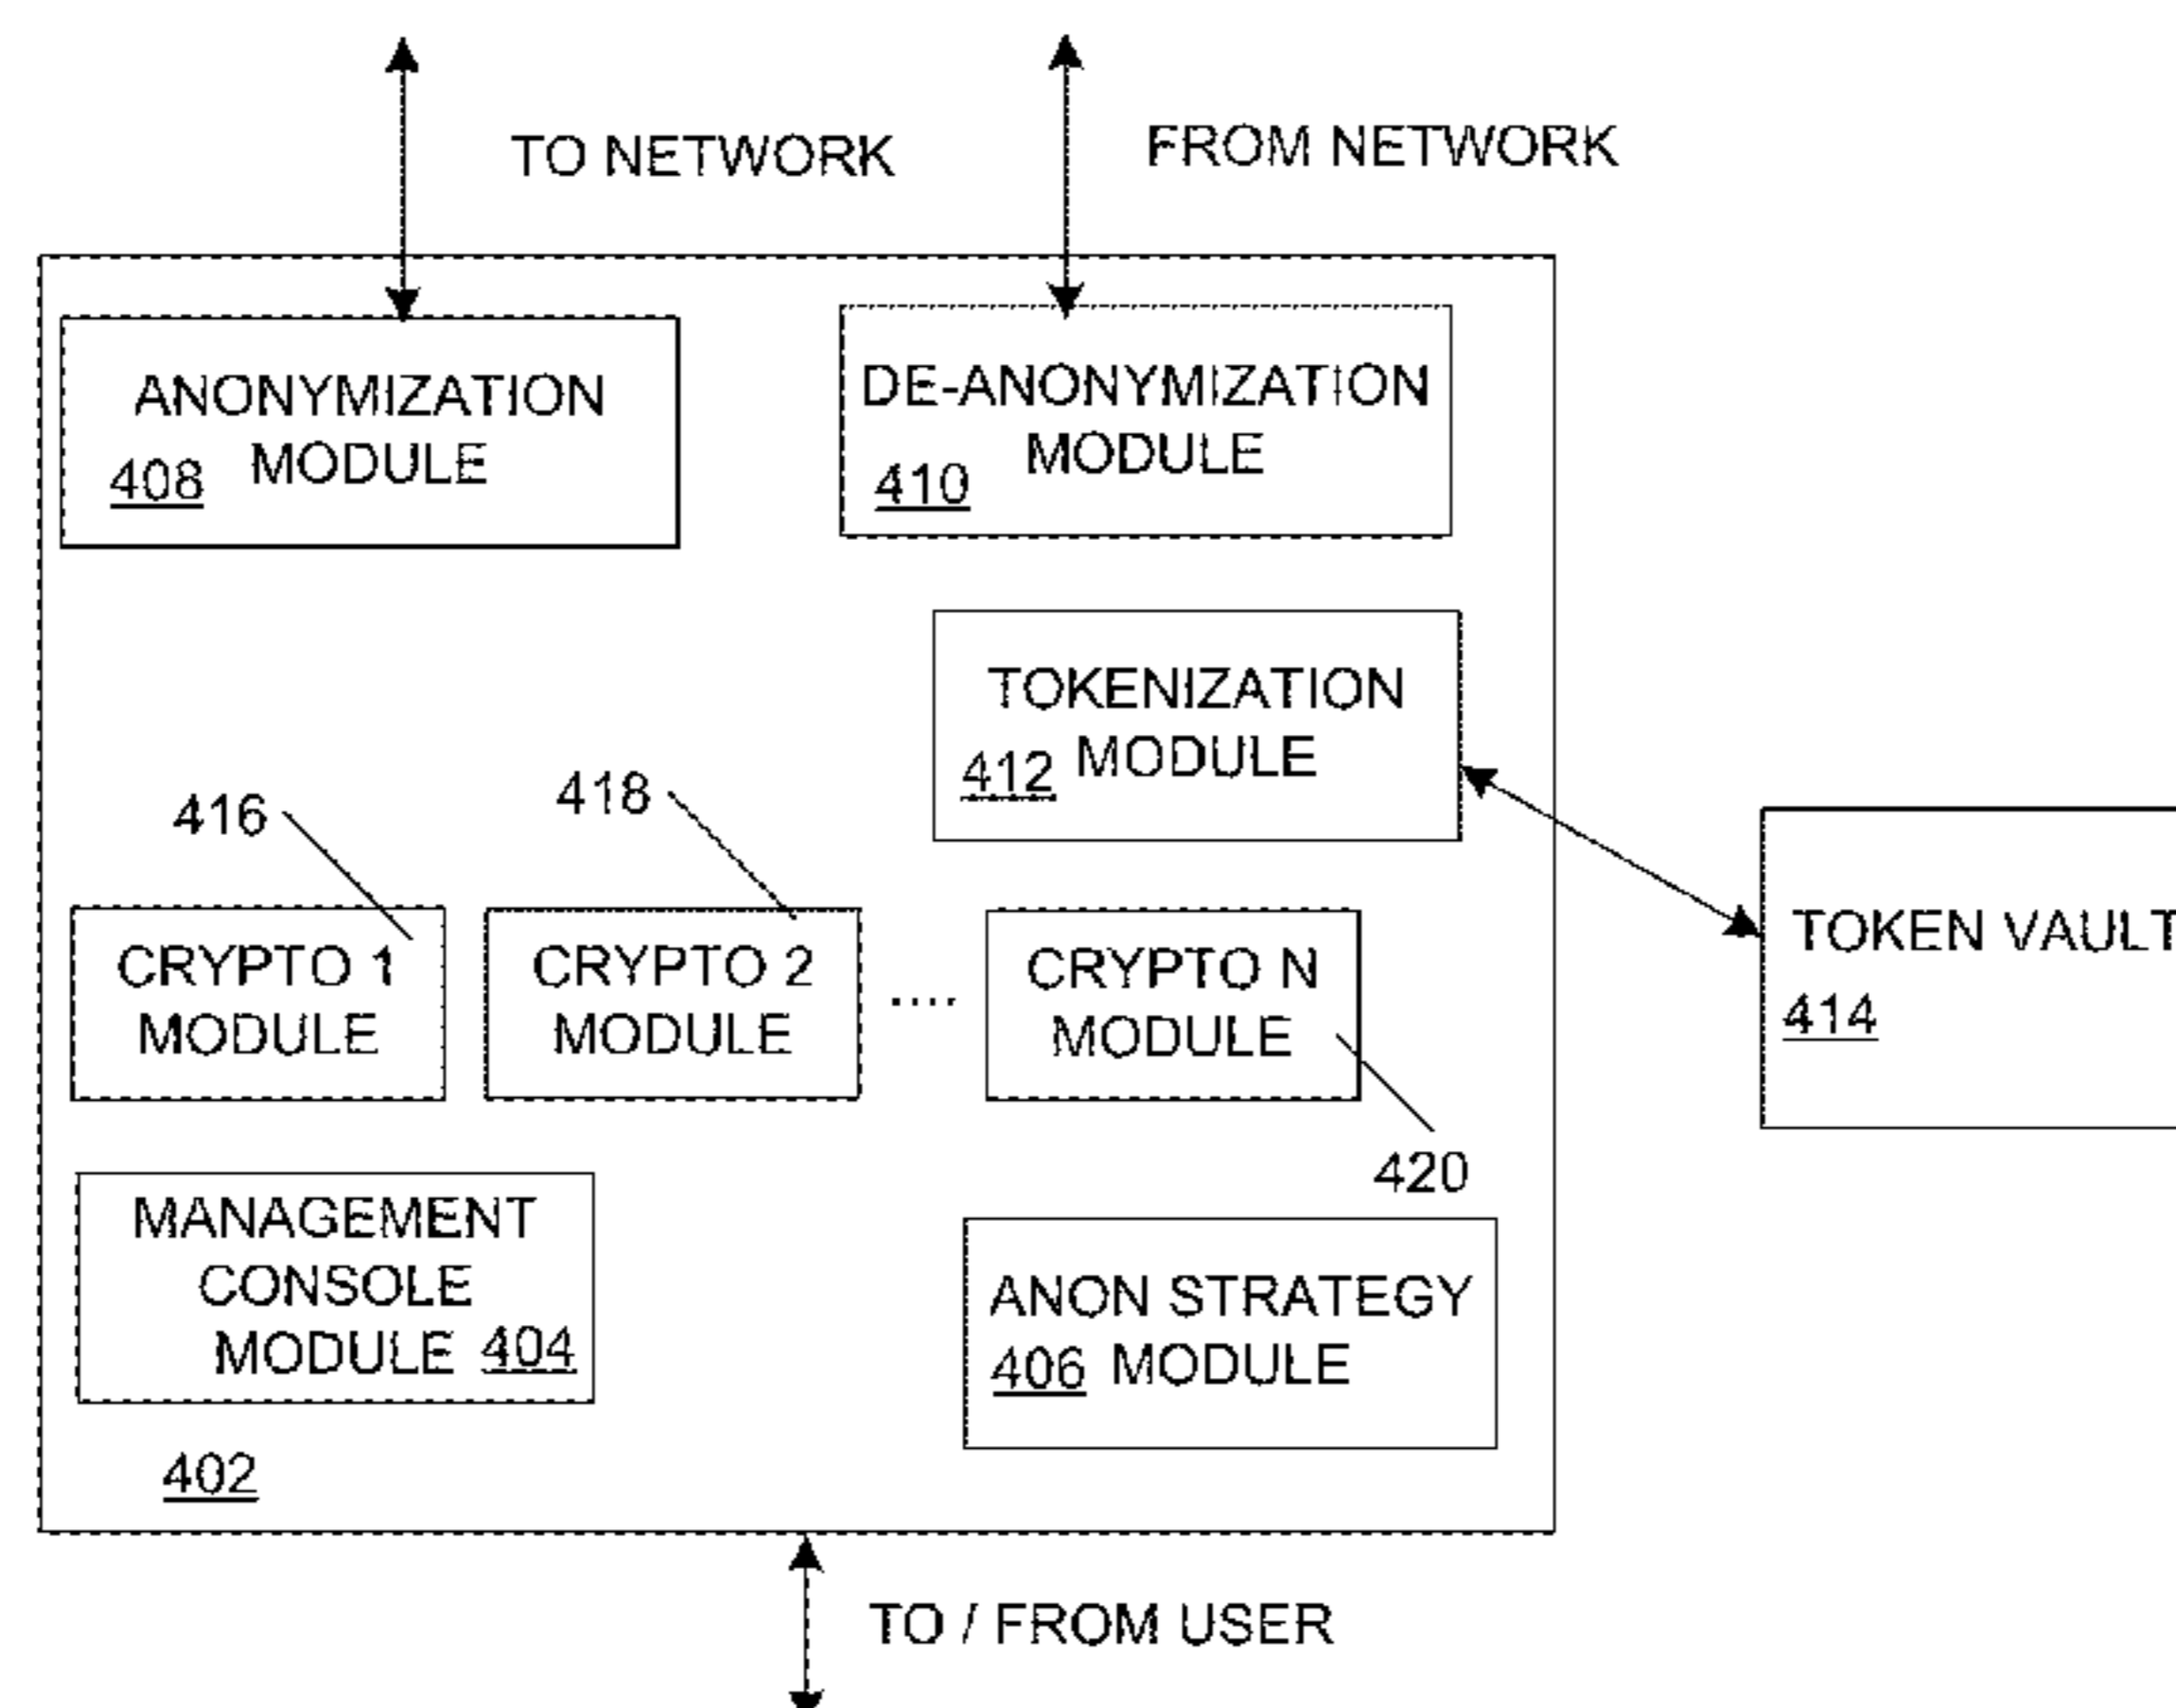 TO NETWORK
FROM NETWORK
ANONYMIZATION
MODULE
408
DE-ANONYMIZATION
MODULE
410
TOKENIZATION
MODULE
412
416
418
CRYPTO 1
MODULE
CRYPTO 2
MODULE
....
CRYPTO N
MODULE
420
TOKEN VAULT
414
MANAGEMENT
CONSOLE
MODULE 404
ANON STRATEGY
406 MODULE
402
TO / FROM USER